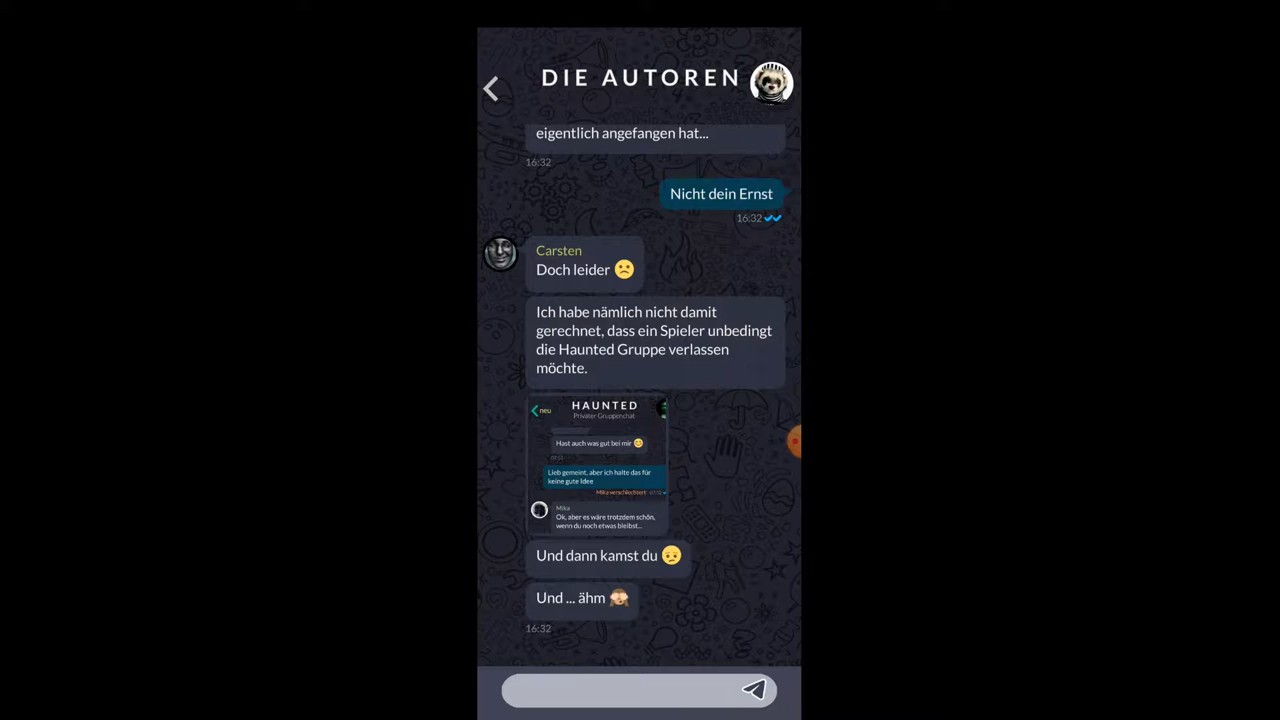 DIE AUTOREN
eigentlich angefangen hat...
16:32
Nicht dein Ernst
16:32
Carsten
Doch leider
Ich habe nämlich nicht damit
gerechnet, dass ein Spieler unbedingt
die Haunted Gruppe verlassen
möchte.
neu
HAUNTED
Privater Gruppenchat
Hast auch was gut bei mir
Lieb gemeint, aber ich halte das für
keine gute Idee
Mika verschlechtert
Mika
Ok, aber es wäre trotzdem schön,
wenn du noch etwas bleibst...
Und dann kamst du
Und ... ähm
16:32